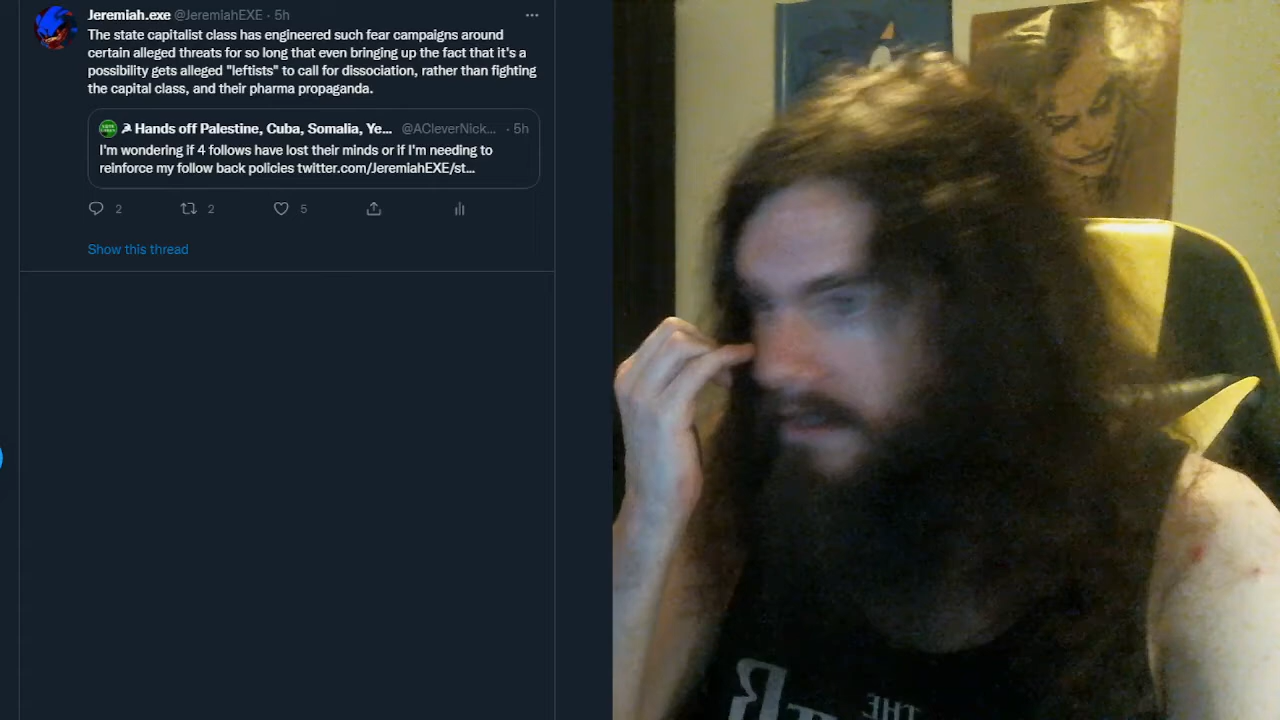 Jeremiah.exe @JeremiahEXE · 5h
The state capitalist class has engineered such fear campaigns around
certain alleged threats for so long that even bringing up the fact that it's a
possibility gets alleged "leftists" to call for dissociation, rather than fighting
the capital class, and their pharma propaganda.
☭ Hands off Palestine, Cuba, Somalia, Ye... @ACleverNick... · 5h
I'm wondering if 4 follows have lost their minds or if I'm needing to
reinforce my follow back policies twitter.com/JeremiahEXE/st...
2 2 5
Show this thread
THE